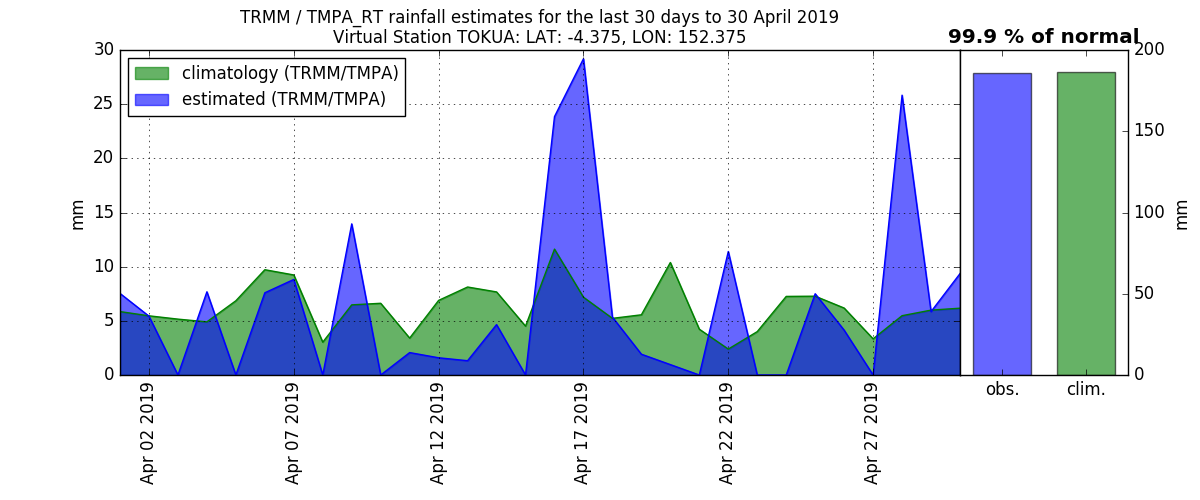 TRMM / TMPA_RT rainfall estimates for the last 30 days to 30 April 2019
Virtual Station TOKUA: LAT: -4.375, LON: 152.375
99.9 % of normal
climatology (TRMM/TMPA)
estimated (TRMM/TMPA)
mm
30
25
20
15
10
5
0
Apr 02 2019
Apr 07 2019
Apr 12 2019
Apr 17 2019
Apr 22 2019
Apr 27 2019
200
150
100
50
0
mm
obs.
clim.